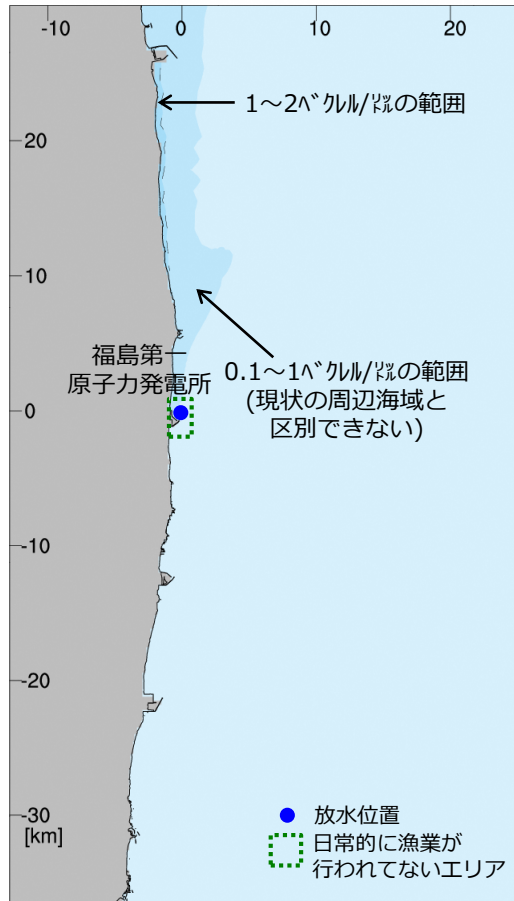 -10 0 10 20
1～2ﾍﾞｸﾚﾙ/㍑の範囲
20
10
福島第一
原子力発電所
0.1～1ﾍﾞｸﾚﾙ/㍑の範囲
(現状の周辺海域と
区別できない)
0
-10
-20
-30
[km]
放水位置
日常的に漁業が
行われてないエリア